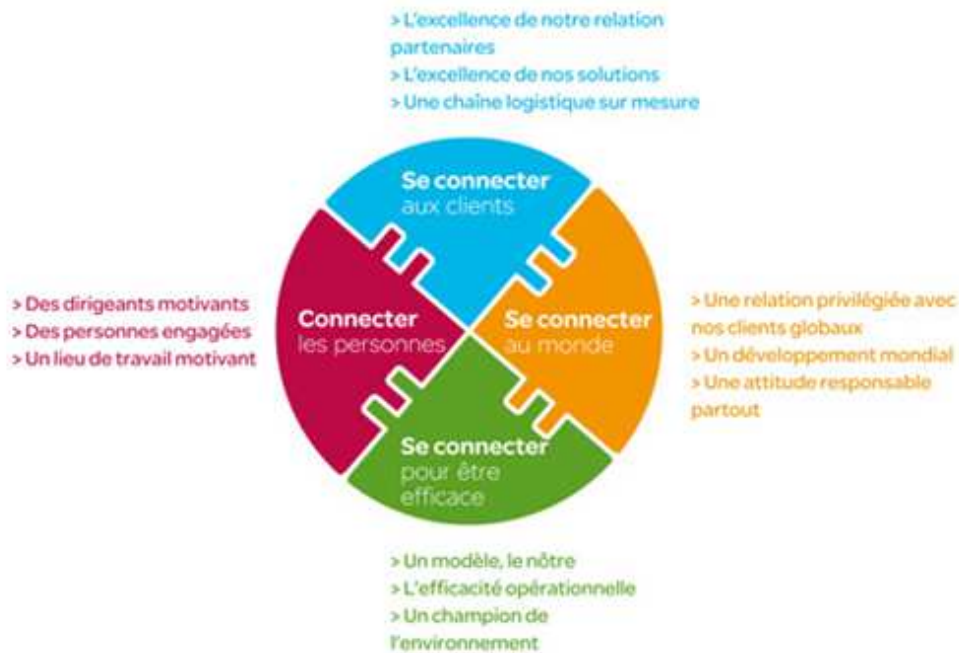 > L'excellence de notre relation
partenaires
> L'excellence de nos solutions
> Une chaîne logistique sur mesure
Se connecter
aux clients
> Des dirigeants motivants
> Des personnes engagées
> Un lieu de travail motivant
Connecter
les personnes
Se connecter
au monde
> Une relation privilégiée avec
nos clients globaux
> Un développement mondial
> Une attitude responsable
partout
Se connecter
pour être
efficace
> Un modèle, le nôtre
> L'efficacité opérationnelle
> Un champion de
l'environnement